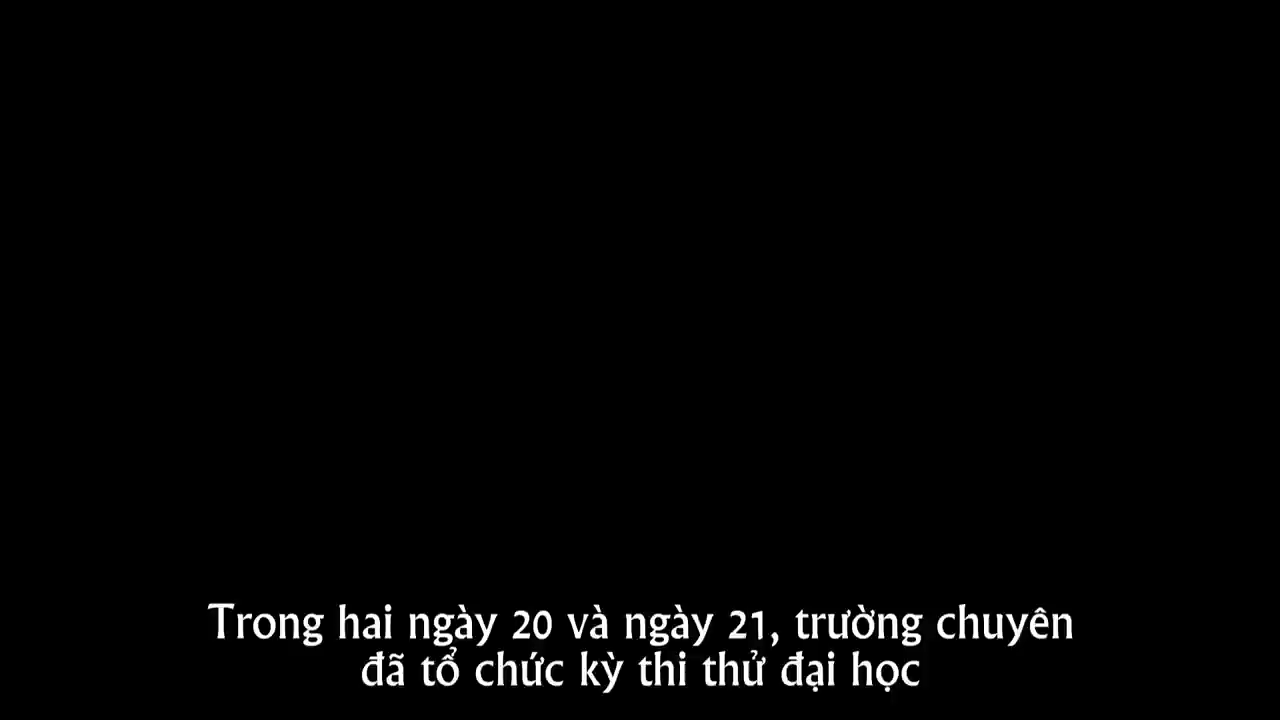 Trong hai ngày 20 và ngày 21, trường chuyên
đã tổ chức kỳ thi thử đại học